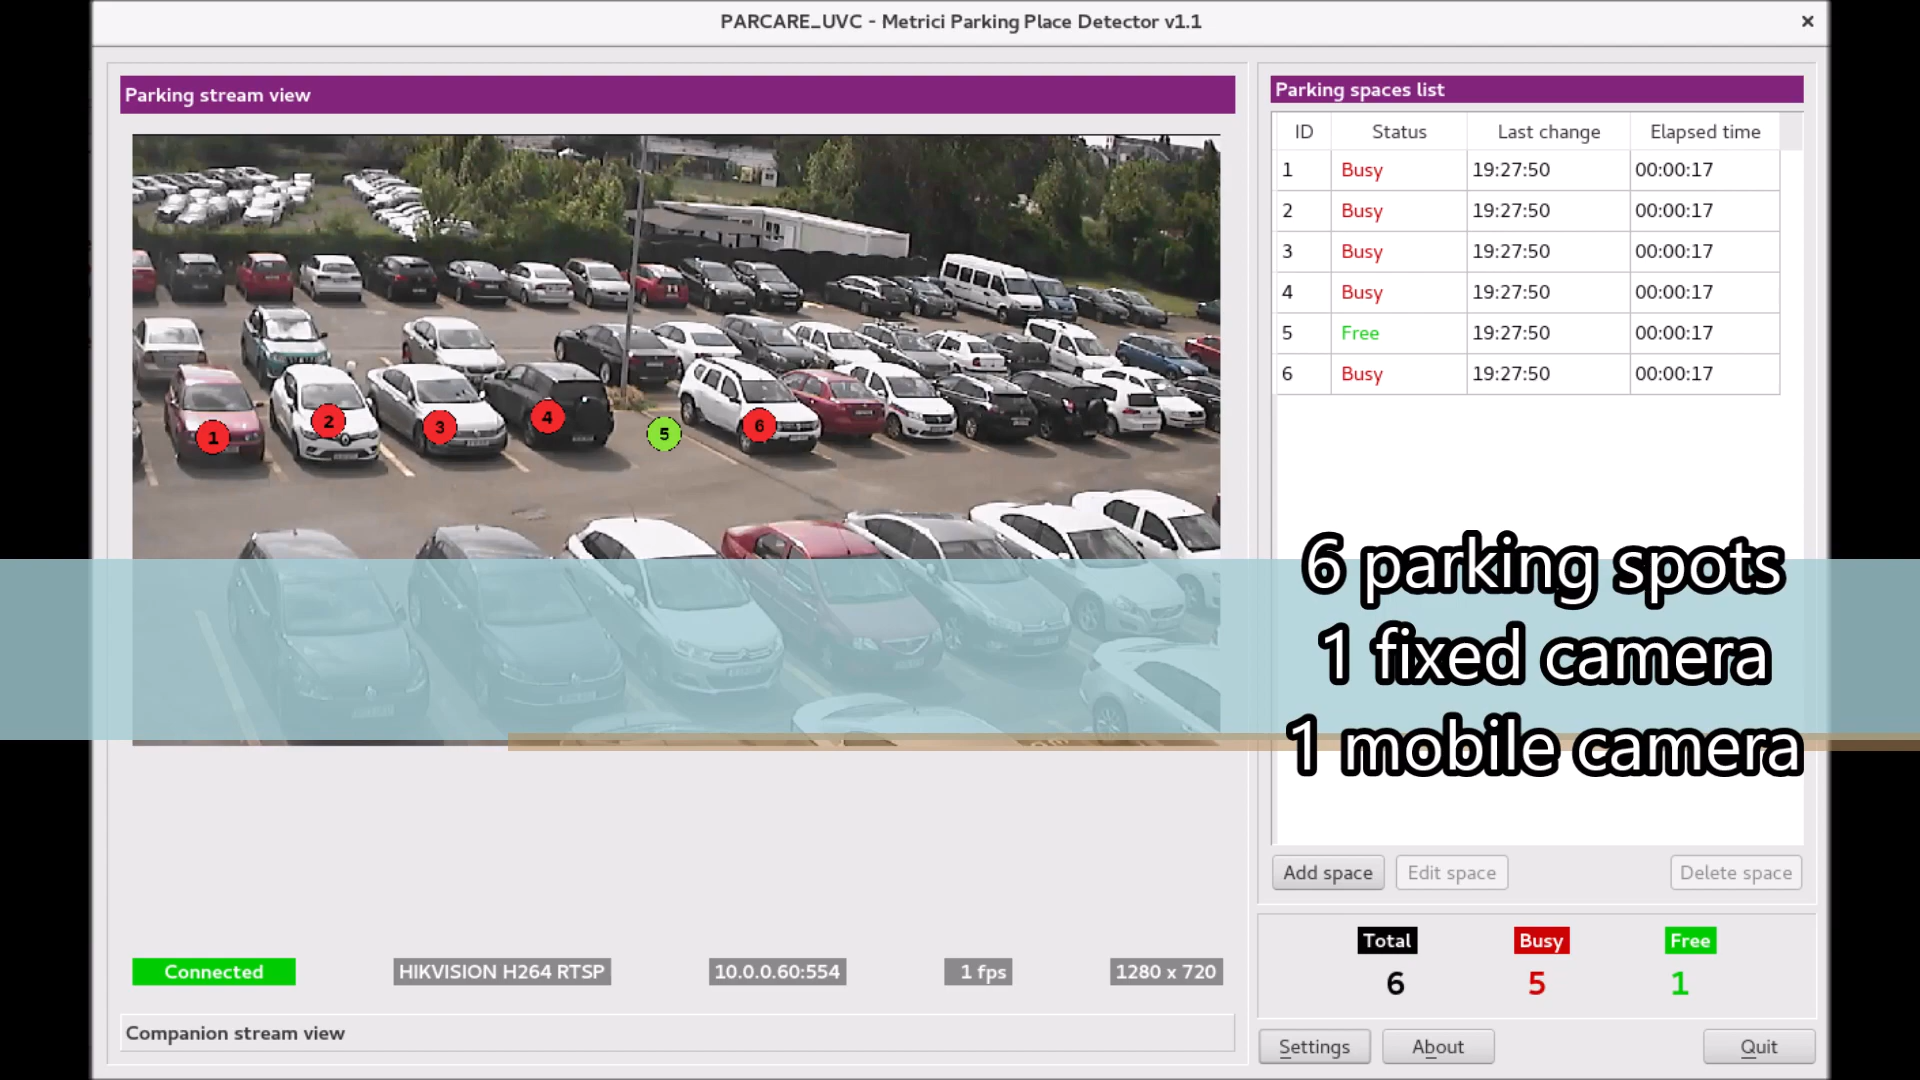 PARCARE_UVC - Metrici Parking Place Detector v1.1 ×
Parking stream view
1
2
3
4
5
6
Connected
HIKVISION H264 RTSP
10.0.0.60:554
1 fps
1280 x 720
Companion stream view
Parking spaces list
ID Status Last change Elapsed time
1 Busy 19:27:50 00:00:17
2 Busy 19:27:50 00:00:17
3 Busy 19:27:50 00:00:17
4 Busy 19:27:50 00:00:17
5 Free 19:27:50 00:00:17
6 Busy 19:27:50 00:00:17
6 parking spots
1 fixed camera
1 mobile camera
Add space Edit space Delete space
Total Busy Free
6 5 1
Settings About Quit